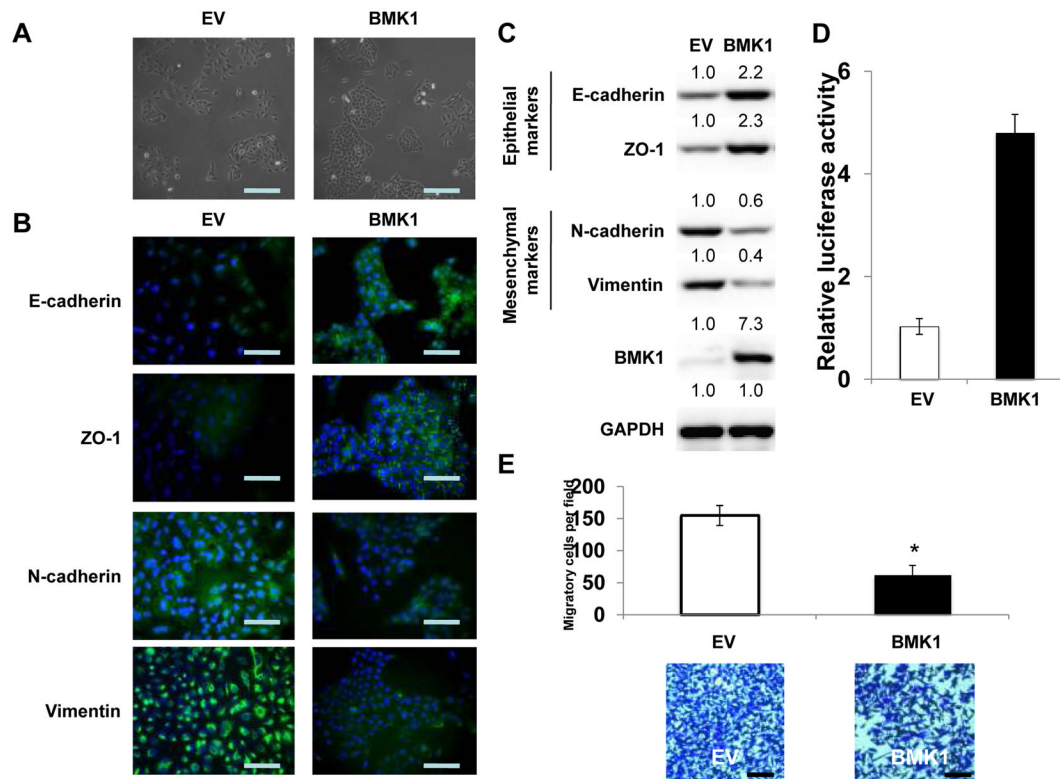 A
EV
BMK1
B
EV
BMK1
E-cadherin
ZO-1
N-cadherin
Vimentin
C
EV BMK1
Epithelial
markers
1.0 2.2
E-cadherin
1.0 2.3
ZO-1
Mesenchymal
markers
1.0 0.6
N-cadherin
1.0 0.4
Vimentin
1.0 7.3
BMK1
1.0 1.0
GAPDH
D
Relative luciferase activity
6
4
2
0
EV
BMK1
E
Migratory cells per field
200
150
100
50
0
*
EV
BMK1
EV
BMK1